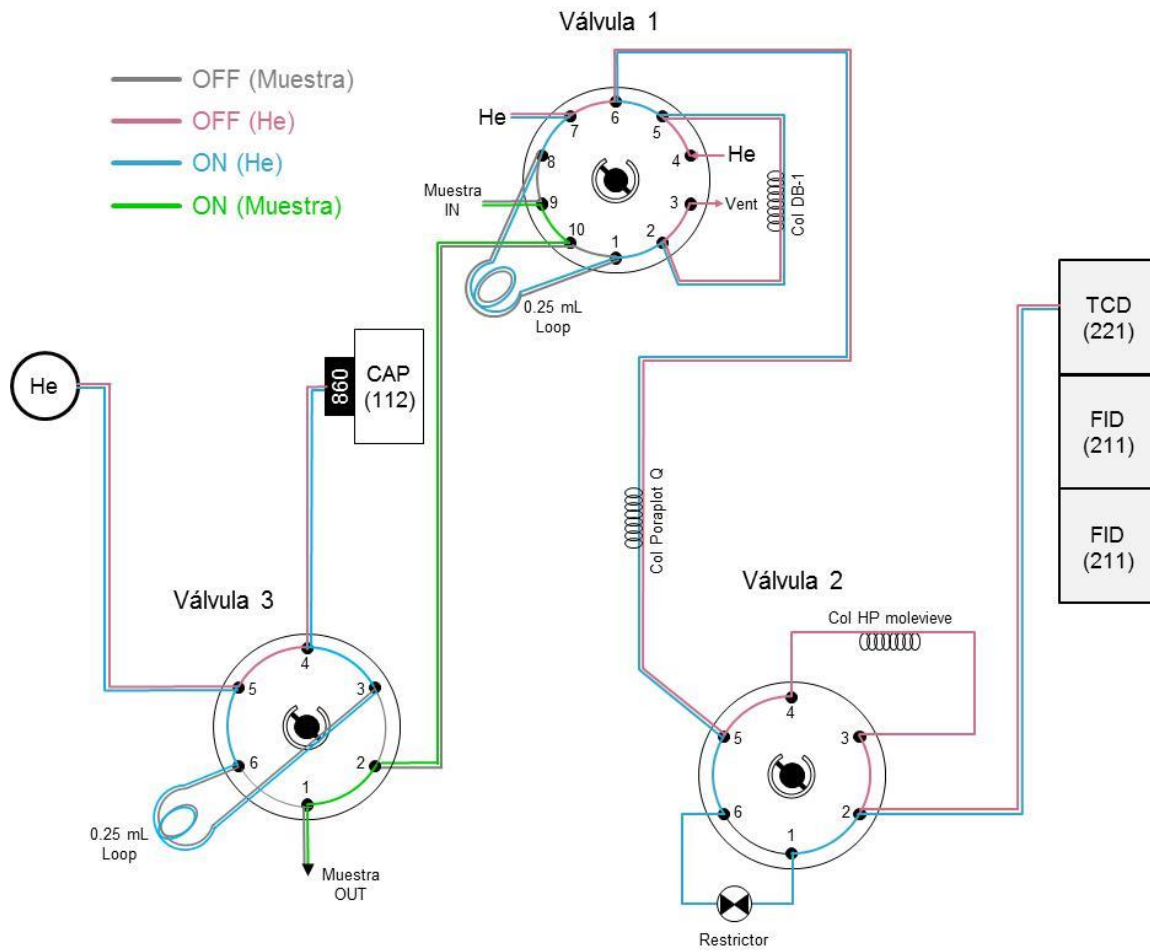 Válvula 1
OFF (Muestra)
OFF (He)
ON (He)
ON (Muestra)
6
He
7
5
8
4
He
Muestra
IN
9
3
Vent
10
1
2
Col DB-1
0.25 mL
Loop
He
860
CAP
(112)
TCD
(221)
FID
(211)
FID
(211)
Col Poraplot Q
Válvula 3
4
5
3
6
2
1
0.25 mL
Loop
Muestra
OUT
Válvula 2
Col HP molevieve
4
5
3
6
2
1
Restrictor